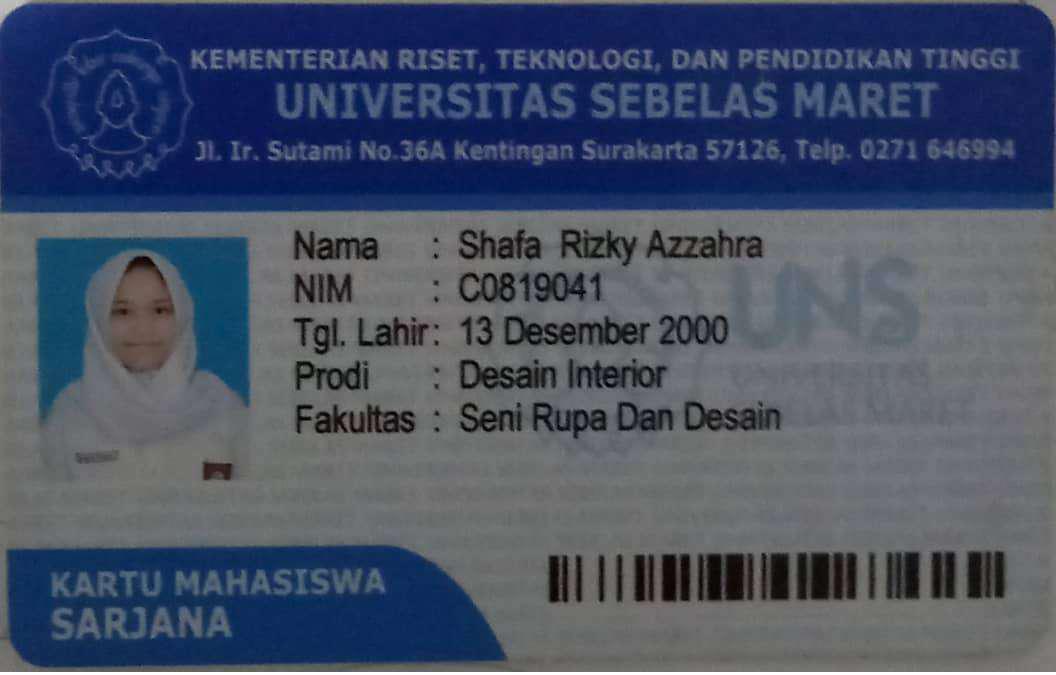 KEMENTERIAN RISET, TEKNOLOGI, DAN PENDIDIKAN TINGGI
UNIVERSITAS SEBELAS MARET
Jl. Ir. Sutami No.36A Kentingan Surakarta 57126, Telp. 0271 646994
Nama : Shafa Rizky Azzahra
NIM : C0819041
Tgl. Lahir: 13 Desember 2000
Prodi : Desain Interior
Fakultas : Seni Rupa Dan Desain
UNS
UNIVERSITAS
SEBELAS MARET
KARTU MAHASISWA
SARJANA